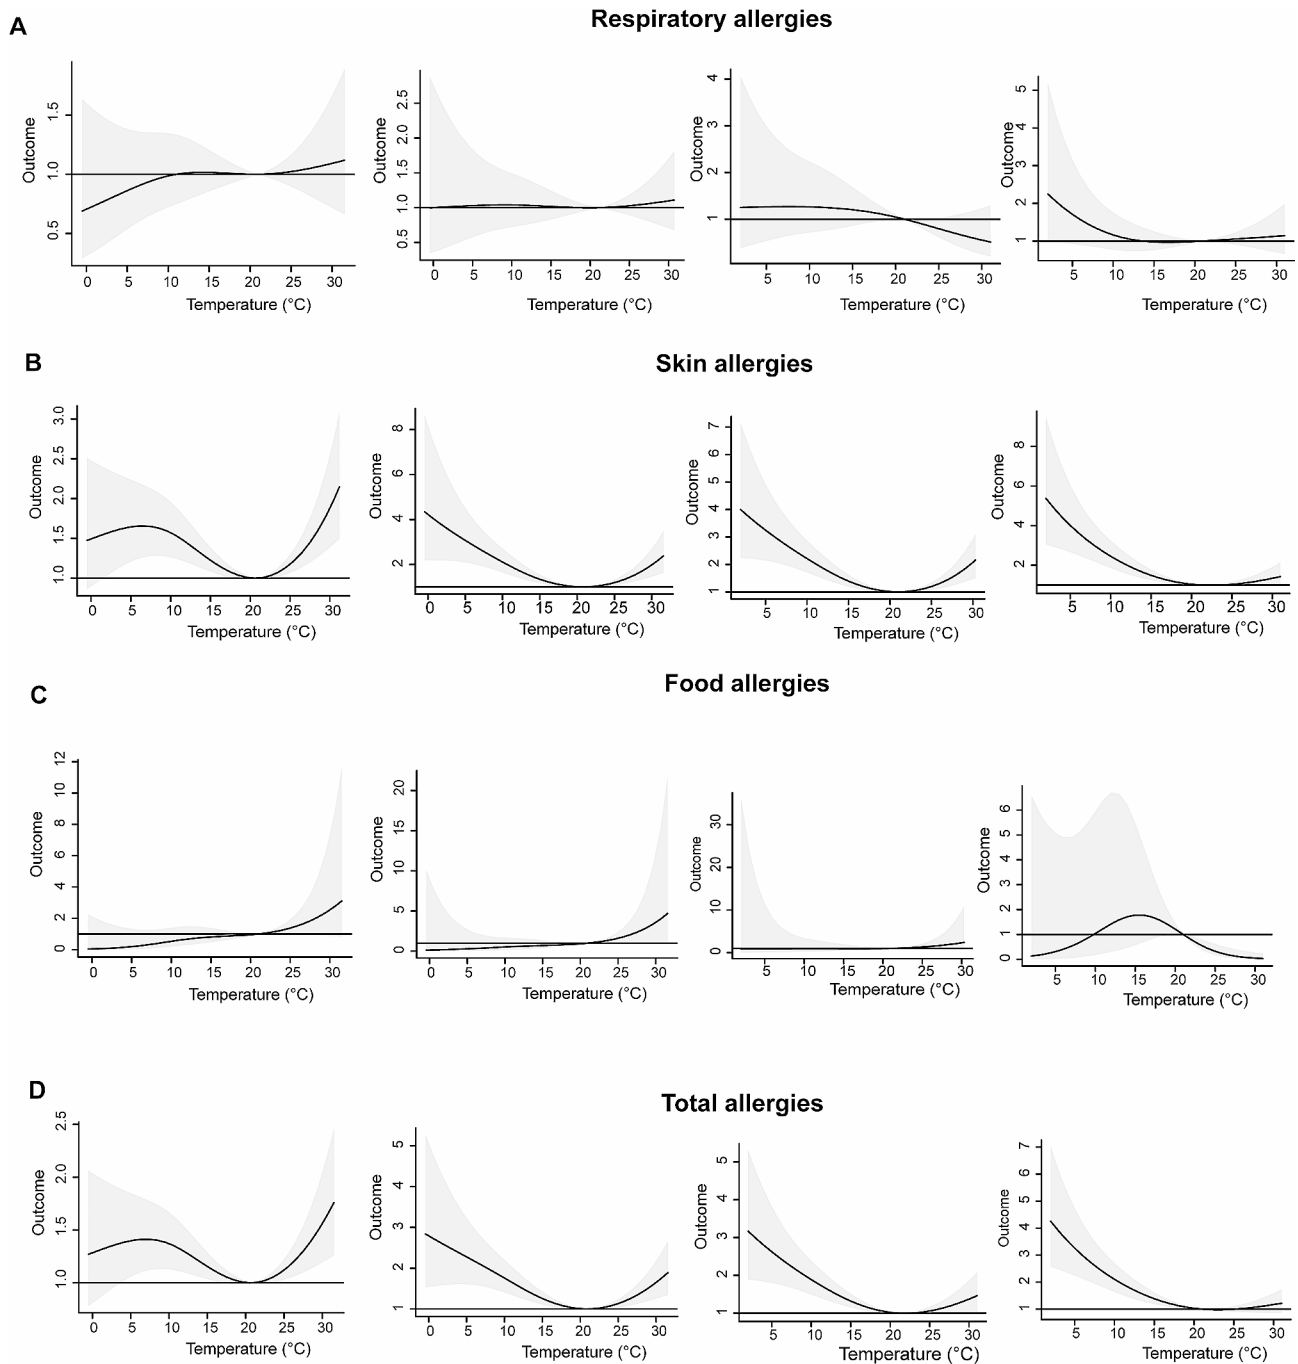 A
Respiratory allergies
Outcome
0.5 1.0 1.5
0 5 10 15 20 25 30
Temperature (°C)
Outcome
0.5 1.0 1.5 2.0 2.5
0 5 10 15 20 25 30
Temperature (°C)
Outcome
1 2 3 4
5 10 15 20 25 30
Temperature (°C)
Outcome
1 2 3 4 5
5 10 15 20 25 30
Temperature (°C)
B
Skin allergies
Outcome
1.0 1.5 2.0 3.0
0 5 10 15 20 25 30
Temperature (°C)
Outcome
2 4 6 8
0 5 10 15 20 25 30
Temperature (°C)
Outcome
1 2 3 4 5 6 7
5 10 15 20 25 30
Temperature (°C)
Outcome
2 4 6 8
5 10 15 20 25 30
Temperature (°C)
C
Food allergies
Outcome
0 2 4 6 8 10 12
0 5 10 15 20 25 30
Temperature (°C)
Outcome
0 5 10 15 20
0 5 10 15 20 25 30
Temperature (°C)
Outcome
0 10 20 30
5 10 15 20 25 30
Temperature (°C)
Outcome
0 1 2 3 4 5 6
5 10 15 20 25 30
Temperature (°C)
D
Total allergies
Outcome
1.0 1.5 2.0 2.5
0 5 10 15 20 25 30
Temperature (°C)
Outcome
1 2 3 4 5
0 5 10 15 20 25 30
Temperature (°C)
Outcome
1 2 3 4 5
5 10 15 20 25 30
Temperature (°C)
Outcome
1 2 3 4 5 6 7
5 10 15 20 25 30
Temperature (°C)